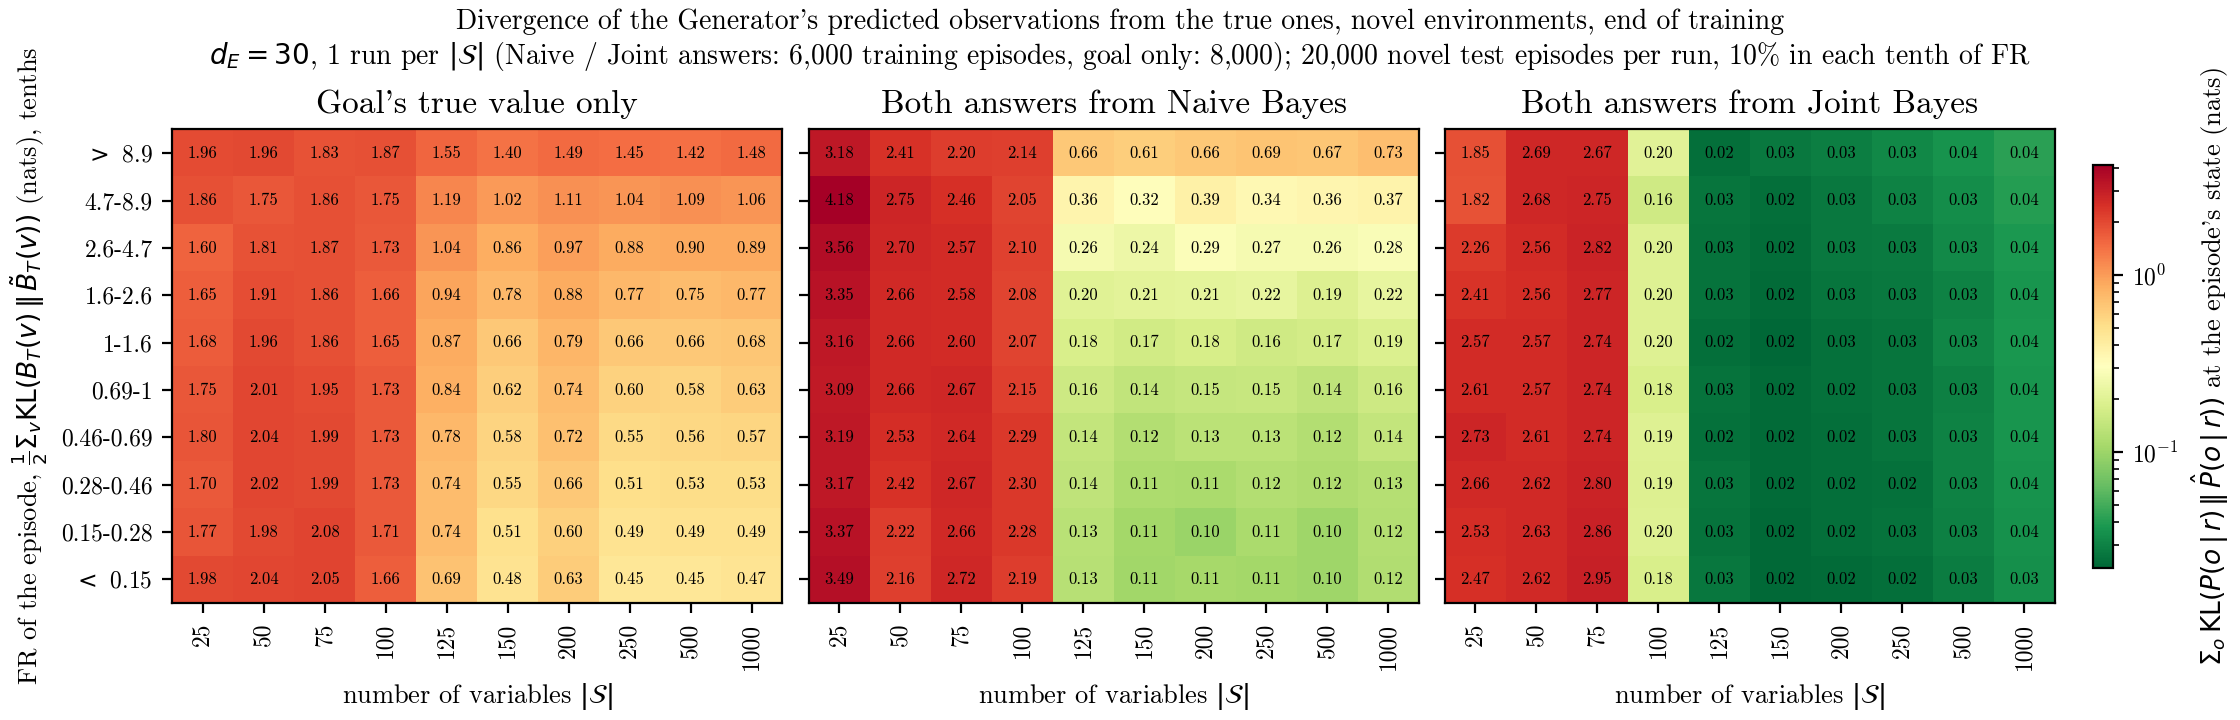 Divergence of the Generator's predicted observations from the true ones, novel environments, end of training
d_E = 30, 1 run per |𝒮| (Naive / Joint answers: 6,000 training episodes, goal only: 8,000); 20,000 novel test episodes per run, 10% in each tenth of FR
FR of the episode, ½ Σ_v KL(B_T(v) ∥ B̃_T(v)) (nats), tenths
Goal's true value only
> 8.9 1.96 1.96 1.83 1.87 1.55 1.40 1.49 1.45 1.42 1.48
4.7-8.9 1.86 1.75 1.86 1.75 1.19 1.02 1.11 1.04 1.09 1.06
2.6-4.7 1.60 1.81 1.87 1.73 1.04 0.86 0.97 0.88 0.90 0.89
1.6-2.6 1.65 1.91 1.86 1.66 0.94 0.78 0.88 0.77 0.75 0.77
1-1.6 1.68 1.96 1.86 1.65 0.87 0.66 0.79 0.66 0.66 0.68
0.69-1 1.75 2.01 1.95 1.73 0.84 0.62 0.74 0.60 0.58 0.63
0.46-0.69 1.80 2.04 1.99 1.73 0.78 0.58 0.72 0.55 0.56 0.57
0.28-0.46 1.70 2.02 1.99 1.73 0.74 0.55 0.66 0.51 0.53 0.53
0.15-0.28 1.77 1.98 2.08 1.71 0.74 0.51 0.60 0.49 0.49 0.49
< 0.15 1.98 2.04 2.05 1.66 0.69 0.48 0.63 0.45 0.45 0.47
25 50 75 100 125 150 200 250 500 1000
number of variables |𝒮|
Both answers from Naive Bayes
3.18 2.41 2.20 2.14 0.66 0.61 0.66 0.69 0.67 0.73
4.18 2.75 2.46 2.05 0.36 0.32 0.39 0.34 0.36 0.37
3.56 2.70 2.57 2.10 0.26 0.24 0.29 0.27 0.26 0.28
3.35 2.66 2.58 2.08 0.20 0.21 0.21 0.22 0.19 0.22
3.16 2.66 2.60 2.07 0.18 0.17 0.18 0.16 0.17 0.19
3.09 2.66 2.67 2.15 0.16 0.14 0.15 0.15 0.14 0.16
3.19 2.53 2.64 2.29 0.14 0.12 0.13 0.13 0.12 0.14
3.17 2.42 2.67 2.30 0.14 0.11 0.11 0.12 0.12 0.13
3.37 2.22 2.66 2.28 0.13 0.11 0.10 0.11 0.10 0.12
3.49 2.16 2.72 2.19 0.13 0.11 0.11 0.11 0.10 0.12
25 50 75 100 125 150 200 250 500 1000
number of variables |𝒮|
Both answers from Joint Bayes
1.85 2.69 2.67 0.20 0.02 0.03 0.03 0.03 0.04 0.04
1.82 2.68 2.75 0.16 0.03 0.02 0.03 0.03 0.03 0.04
2.26 2.56 2.82 0.20 0.03 0.02 0.03 0.03 0.03 0.04
2.41 2.56 2.77 0.20 0.03 0.02 0.03 0.03 0.03 0.04
2.57 2.57 2.74 0.20 0.02 0.02 0.03 0.03 0.03 0.04
2.61 2.57 2.74 0.18 0.03 0.02 0.02 0.03 0.03 0.04
2.73 2.61 2.74 0.19 0.02 0.02 0.02 0.03 0.03 0.04
2.66 2.62 2.80 0.19 0.03 0.02 0.02 0.02 0.03 0.04
2.53 2.63 2.86 0.20 0.03 0.02 0.02 0.03 0.03 0.04
2.47 2.62 2.95 0.18 0.03 0.02 0.02 0.02 0.03 0.03
25 50 75 100 125 150 200 250 500 1000
number of variables |𝒮|
10⁰
10⁻¹
Σ_o KL(P(o | r) ∥ P̂(o | r)) at the episode's state (nats)